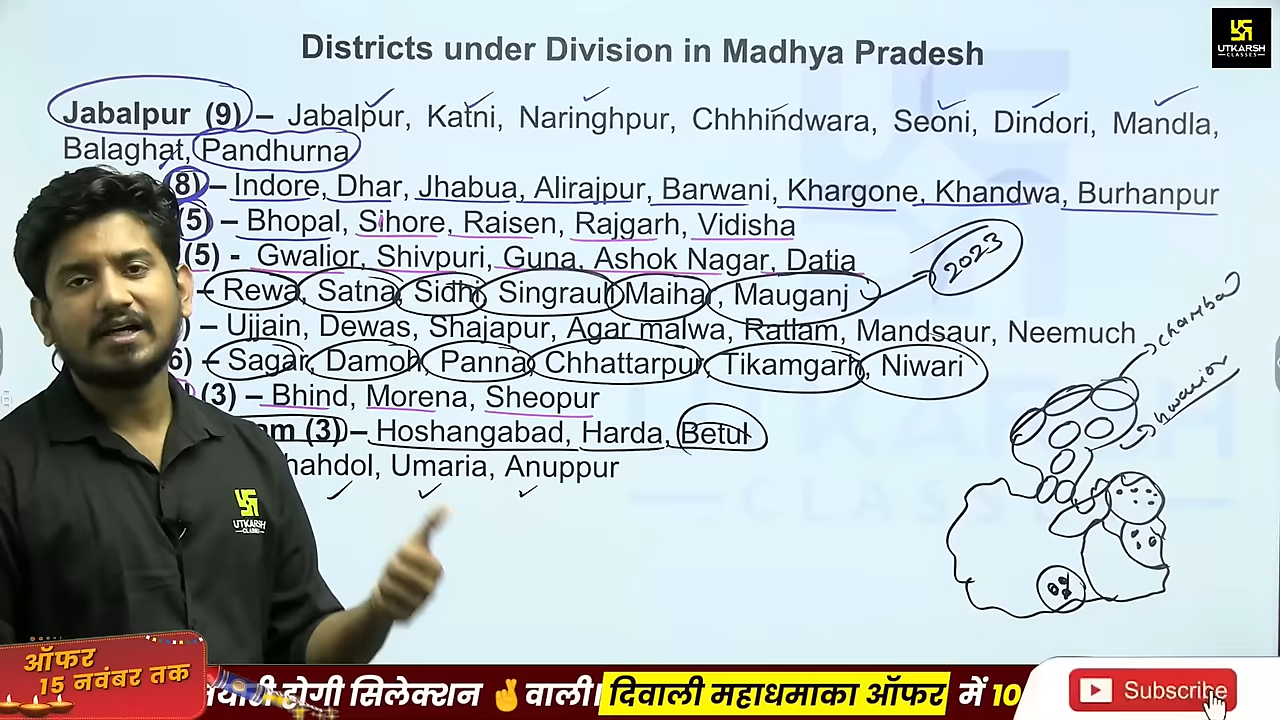 Districts under Division in Madhya Pradesh
UTKARSH
CLASSES
Jabalpur (9) – Jabalpur, Katni, Naringhpur, Chhhindwara, Seoni, Dindori, Mandla,
Balaghat, Pandhurna
(8) – Indore, Dhar, Jhabua, Alirajpur, Barwani, Khargone, Khandwa, Burhanpur
(5) – Bhopal, Sihore, Raisen, Rajgarh, Vidisha
(5) - Gwalior, Shivpuri, Guna, Ashok Nagar, Datia
2023
– Rewa, Satna, Sidhi, Singrauli, Maihar, Mauganj
) – Ujjain, Dewas, Shajapur, Agar malwa, Ratlam, Mandsaur, Neemuch
chambal
6) – Sagar, Damoh, Panna, Chhattarpur, Tikamgarh, Niwari
(3) – Bhind, Morena, Sheopur
am (3) – Hoshangabad, Harda, Betul
hahdol, Umaria, Anuppur
UTKARSH
CLASSES
ऑफर
15 नवंबर तक
होगी सिलेक्शन वाली। दिवाली महाधमाका ऑफर में 10
Subscribe